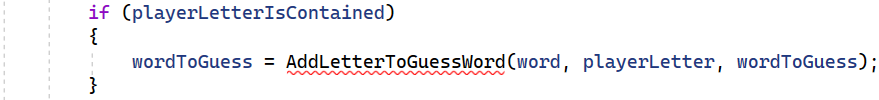 if (playerLetterIsContained)
{
wordToGuess = AddLetterToGuessWord(word, playerLetter, wordToGuess);
}